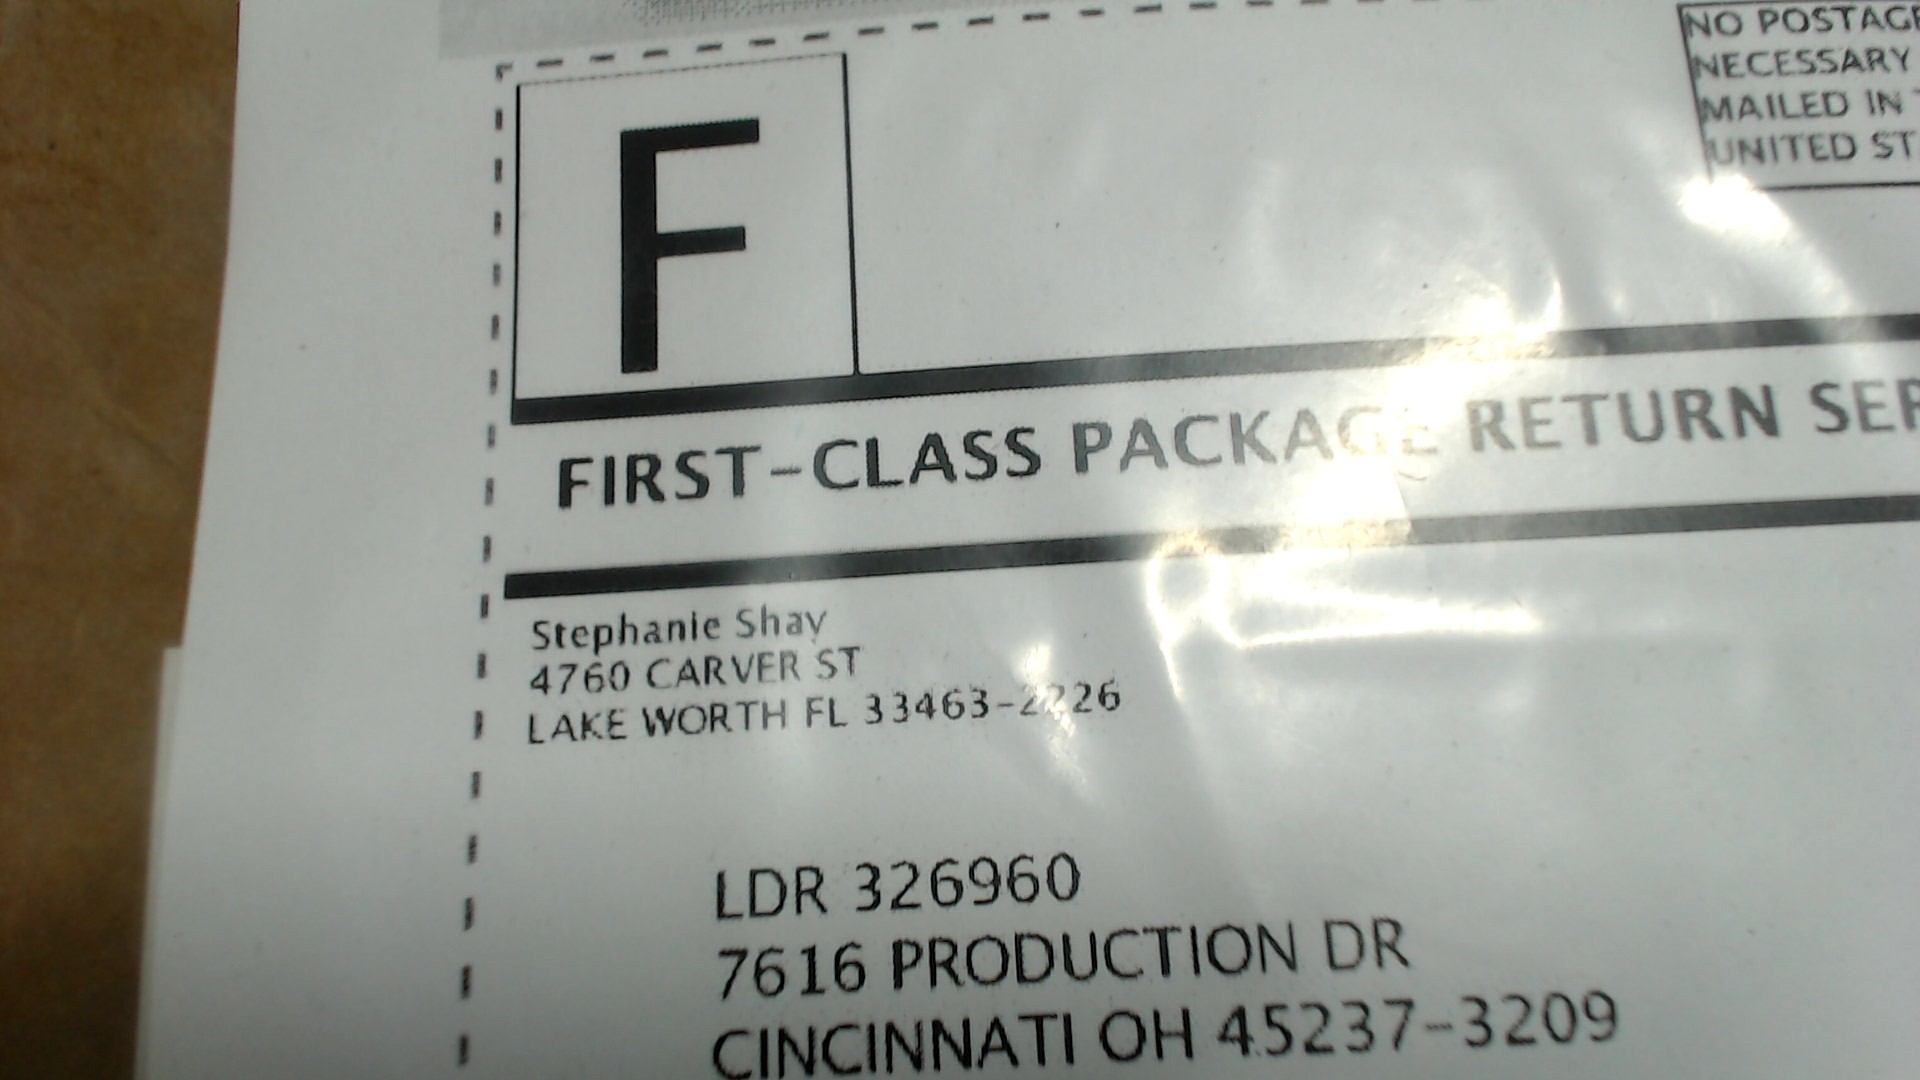 F
NO POSTAGE
NECESSARY
MAILED IN
UNITED ST
FIRST-CLASS PACKAGE RETURN SER
Stephanie Shay
4760 CARVER ST
LAKE WORTH FL 33463-2226
LDR 326960
7616 PRODUCTION DR
CINCINNATI OH 45237-3209